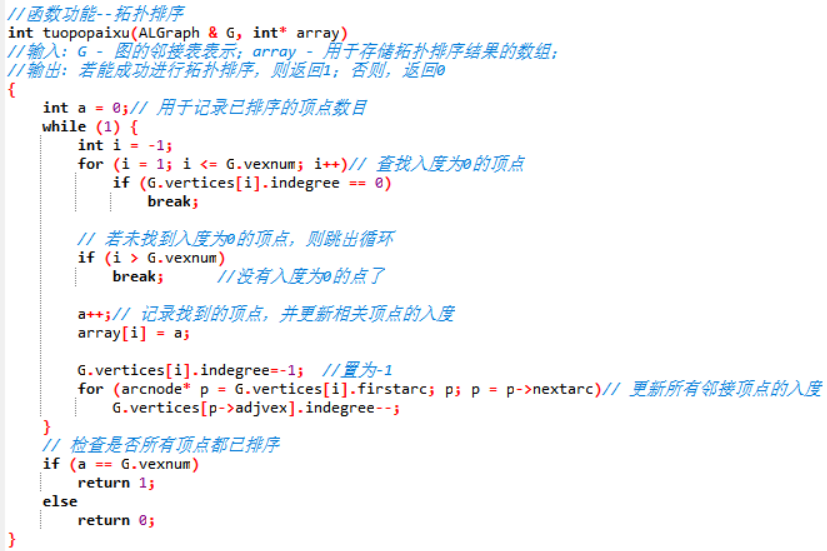 //函数功能--拓扑排序
int tuopopaixu(ALGraph & G, int* array)
//输入: G - 图的邻接表表示; array - 用于存储拓扑排序结果的数组;
//输出: 若能成功进行拓扑排序, 则返回1; 否则, 返回0
{
    int a = 0;// 用于记录已排序的顶点数目
    while (1) {
        int i = -1;
        for (i = 1; i <= G.vexnum; i++)// 查找入度为0的顶点
            if (G.vertices[i].indegree == 0)
                break;
        // 若未找到入度为0的顶点, 则跳出循环
        if (i > G.vexnum)
            break;      //没有入度为0的点了
        a++;// 记录找到的顶点, 并更新相关顶点的入度
        array[i] = a;
        G.vertices[i].indegree=-1;  //置为-1
        for (arcnode* p = G.vertices[i].firstarc; p; p = p->nextarc)// 更新所有邻接顶点的入度
            G.vertices[p->adjvex].indegree--;
    }
    // 检查是否所有顶点都已排序
    if (a == G.vexnum)
        return 1;
    else
        return 0;
}